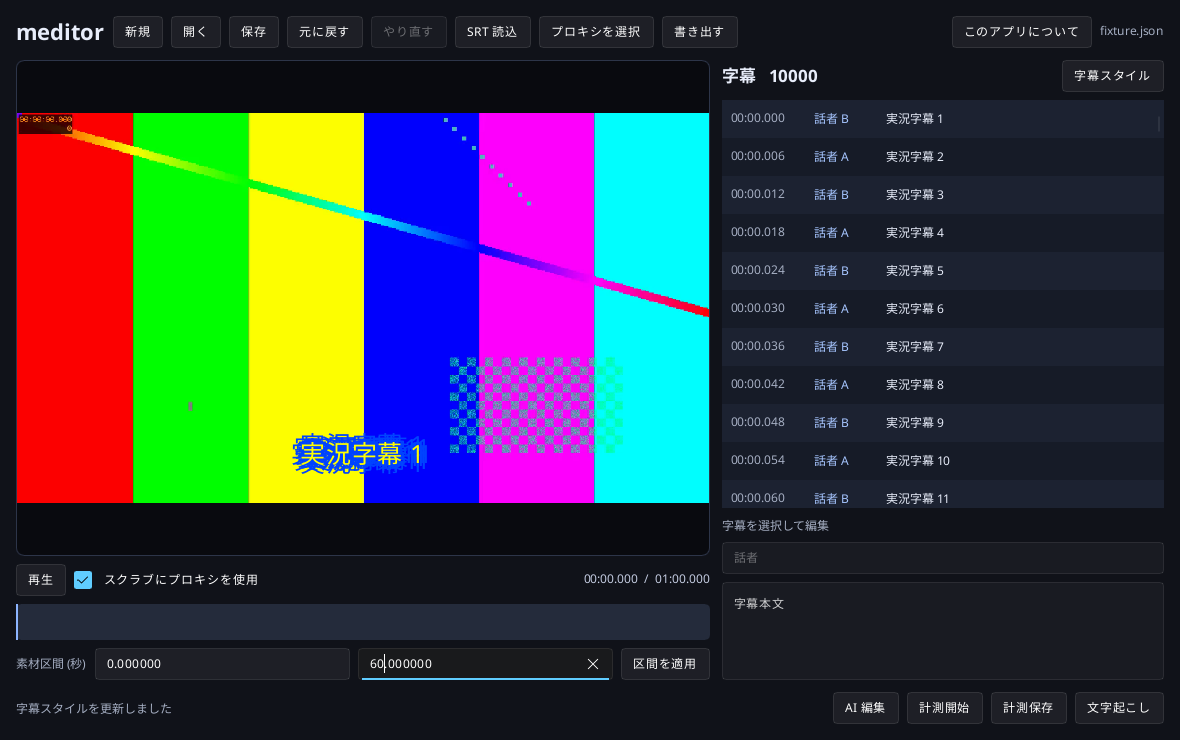 meditor 新規 開く 保存 元に戻す やり直す SRT 読込 プロキシを選択 書き出す このアプリについて fixture.json
00:00:00.000
0
実況字幕 1
再生 スクラブにプロキシを使用 00:00.000 / 01:00.000
素材区間 (秒) 0.000000 60.000000 区間を適用
字幕スタイルを更新しました
字幕 10000 字幕スタイル
00:00.000 話者 B 実況字幕 1
00:00.006 話者 A 実況字幕 2
00:00.012 話者 B 実況字幕 3
00:00.018 話者 A 実況字幕 4
00:00.024 話者 B 実況字幕 5
00:00.030 話者 A 実況字幕 6
00:00.036 話者 B 実況字幕 7
00:00.042 話者 A 実況字幕 8
00:00.048 話者 B 実況字幕 9
00:00.054 話者 A 実況字幕 10
00:00.060 話者 B 実況字幕 11
字幕を選択して編集
話者
字幕本文
AI 編集 計測開始 計測保存 文字起こし